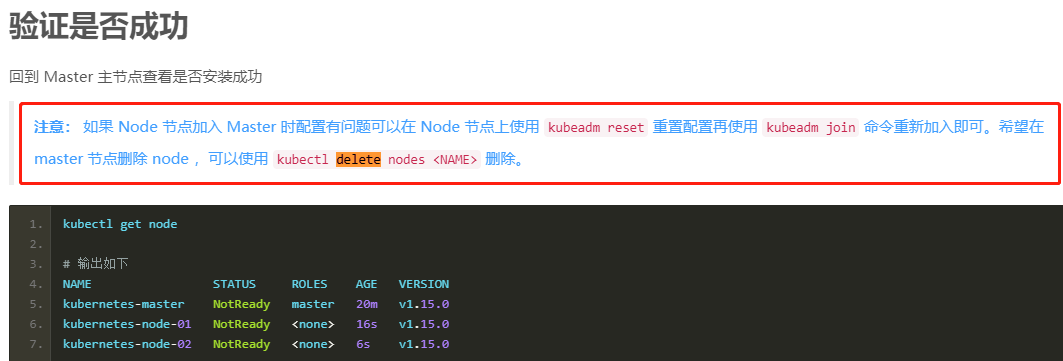 验证是否成功
回到 Master 主节点查看是否安装成功
注意： 如果 Node 节点加入 Master 时配置有问题可以在 Node 节点上使用 kubeadm reset 重置配置再使用 kubeadm join 命令重新加入即可。希望在
master 节点删除 node ，可以使用 kubectl delete nodes <NAME> 删除。
1. kubectl get node
2.
3. # 输出如下
4. NAME STATUS ROLES AGE VERSION
5. kubernetes-master NotReady master 20m v1.15.0
6. kubernetes-node-01 NotReady <none> 16s v1.15.0
7. kubernetes-node-02 NotReady <none> 6s v1.15.0